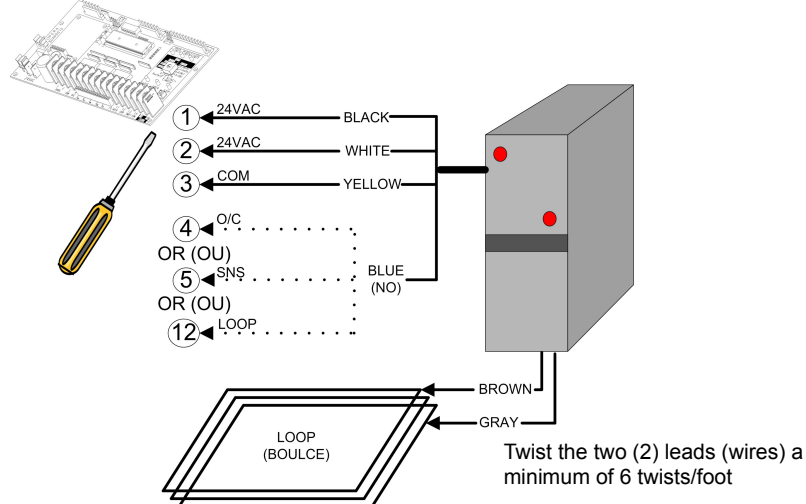 1 24VAC BLACK
2 24VAC WHITE
3 COM YELLOW
4 O/C
OR (OU)
5 SNS
BLUE
(NO)
OR (OU)
12 LOOP
BROWN
GRAY
LOOP
(BOULCE)
Twist the two (2) leads (wires) a
minimum of 6 twists/foot